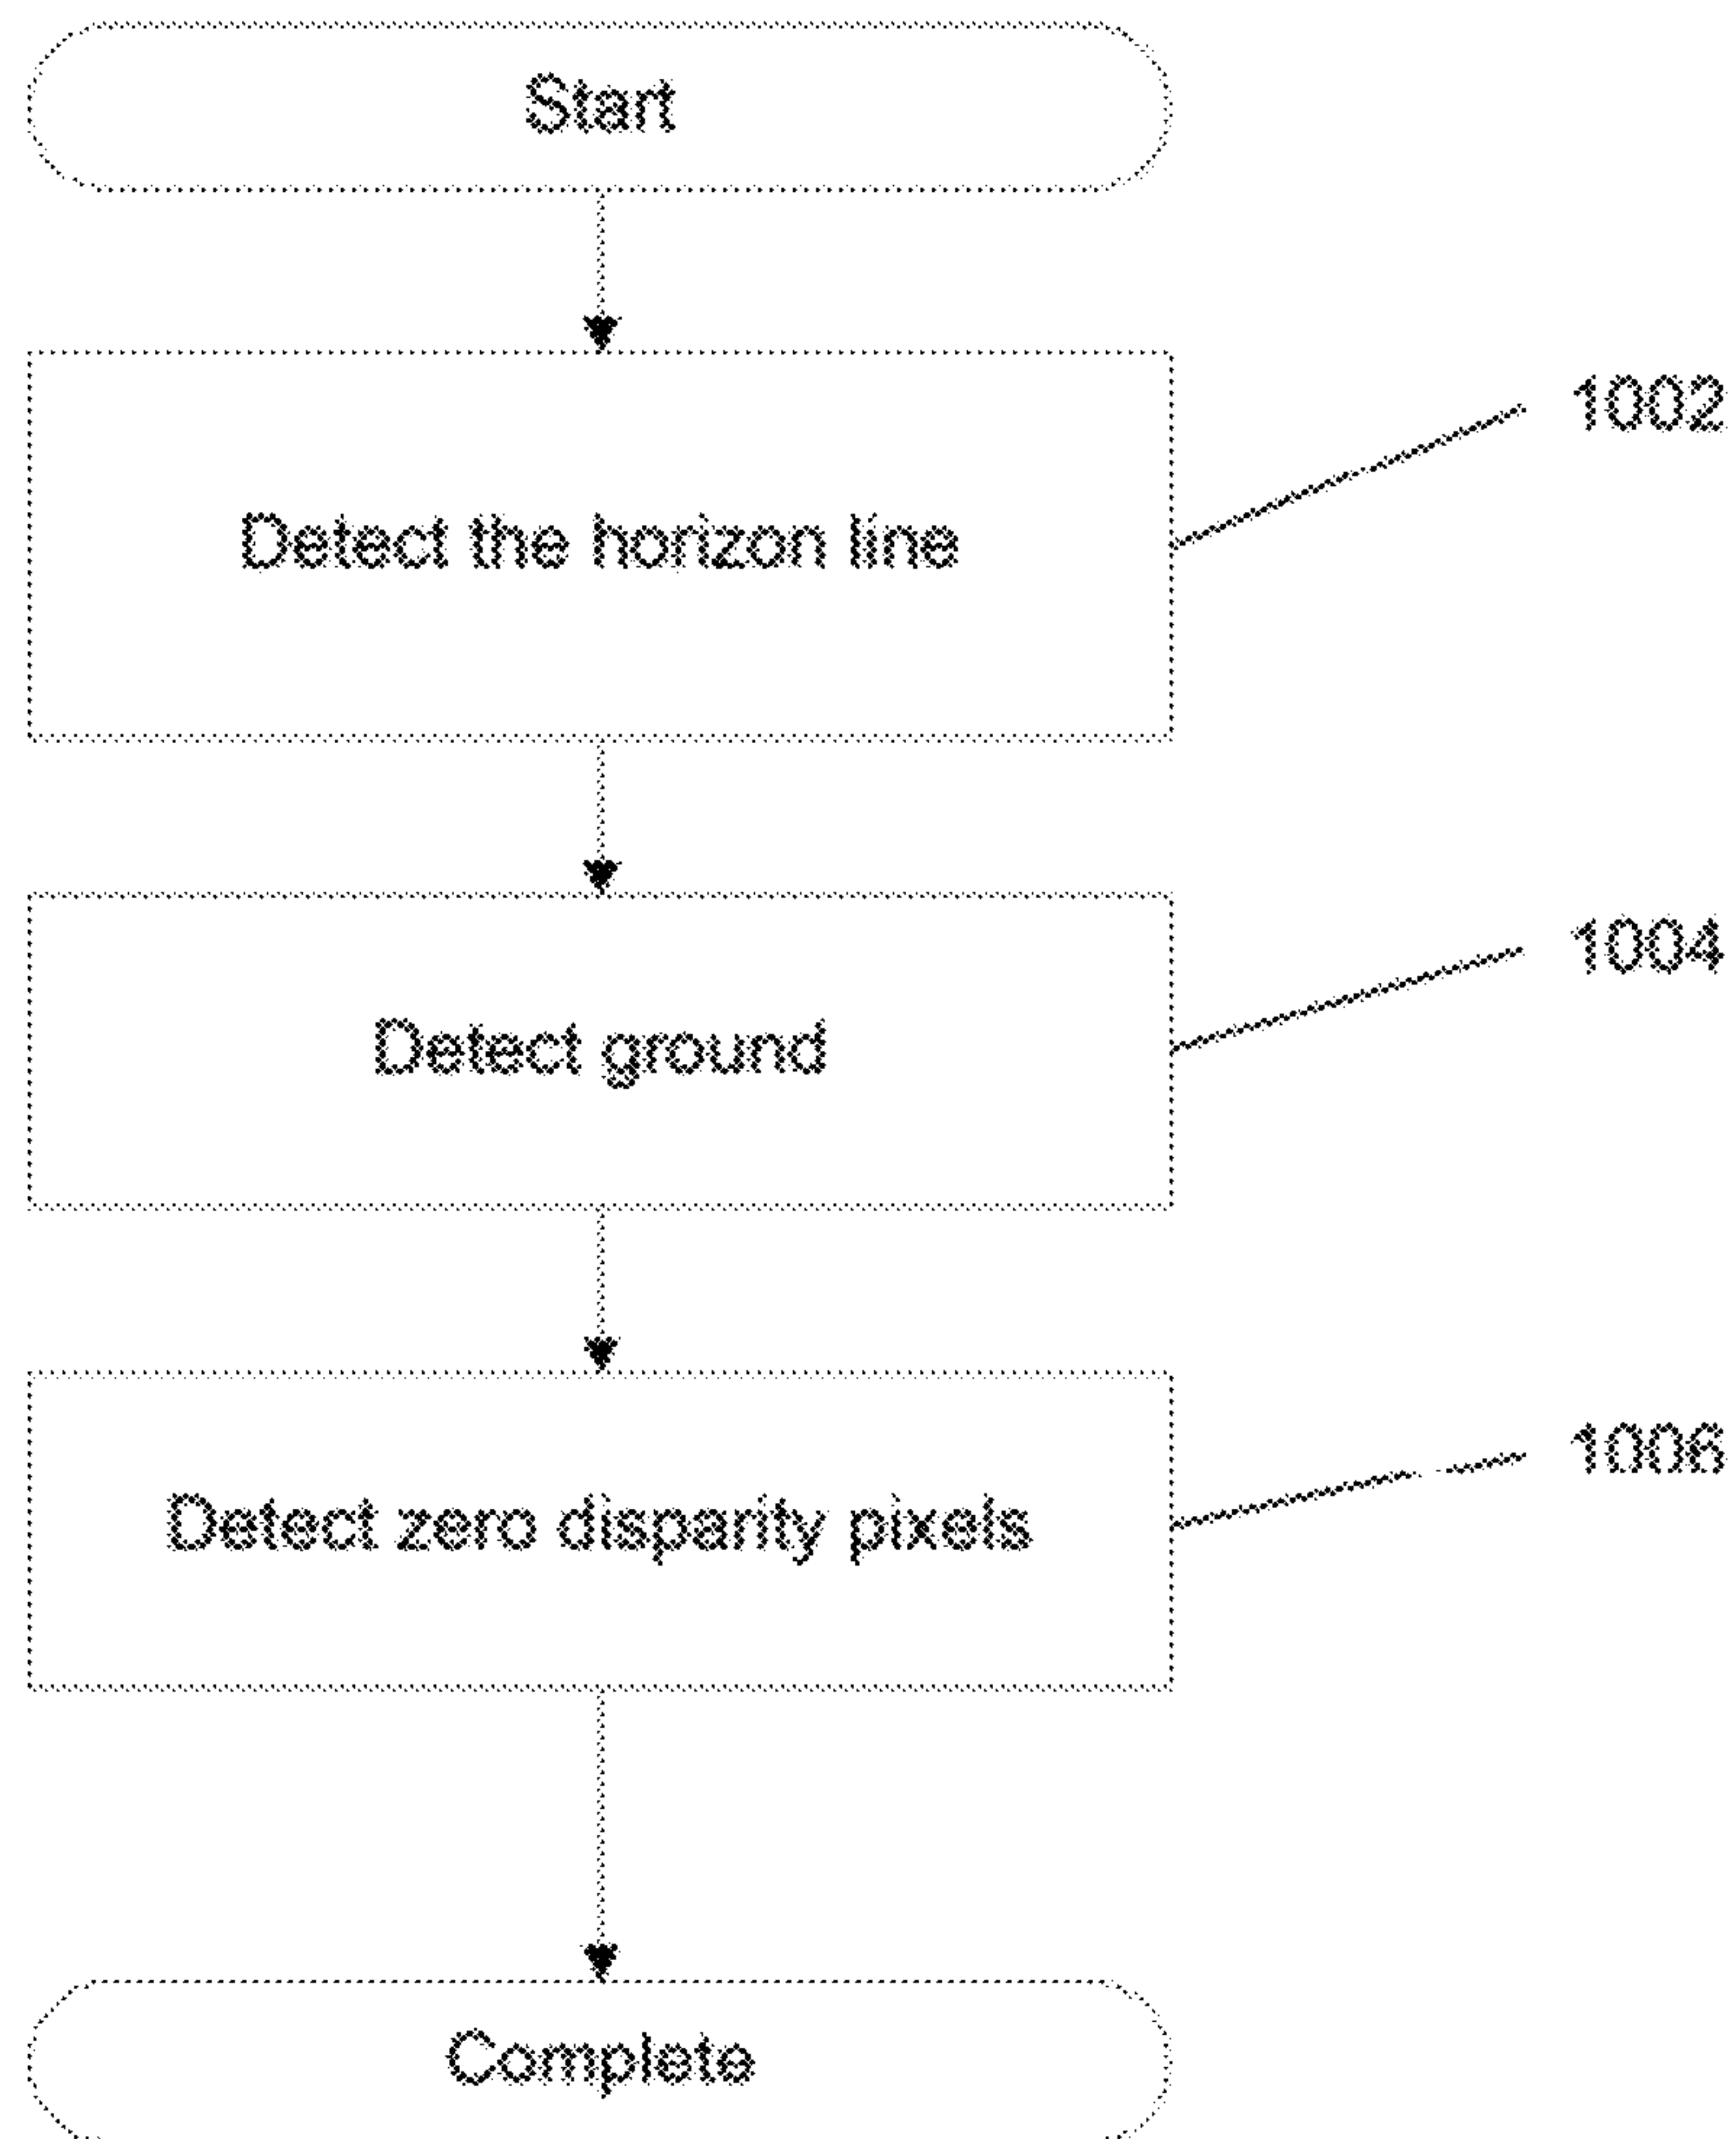 Start
Detect the horizon line
1002
Detect ground
1004
Detect zero disparity pixels
1006
Complete